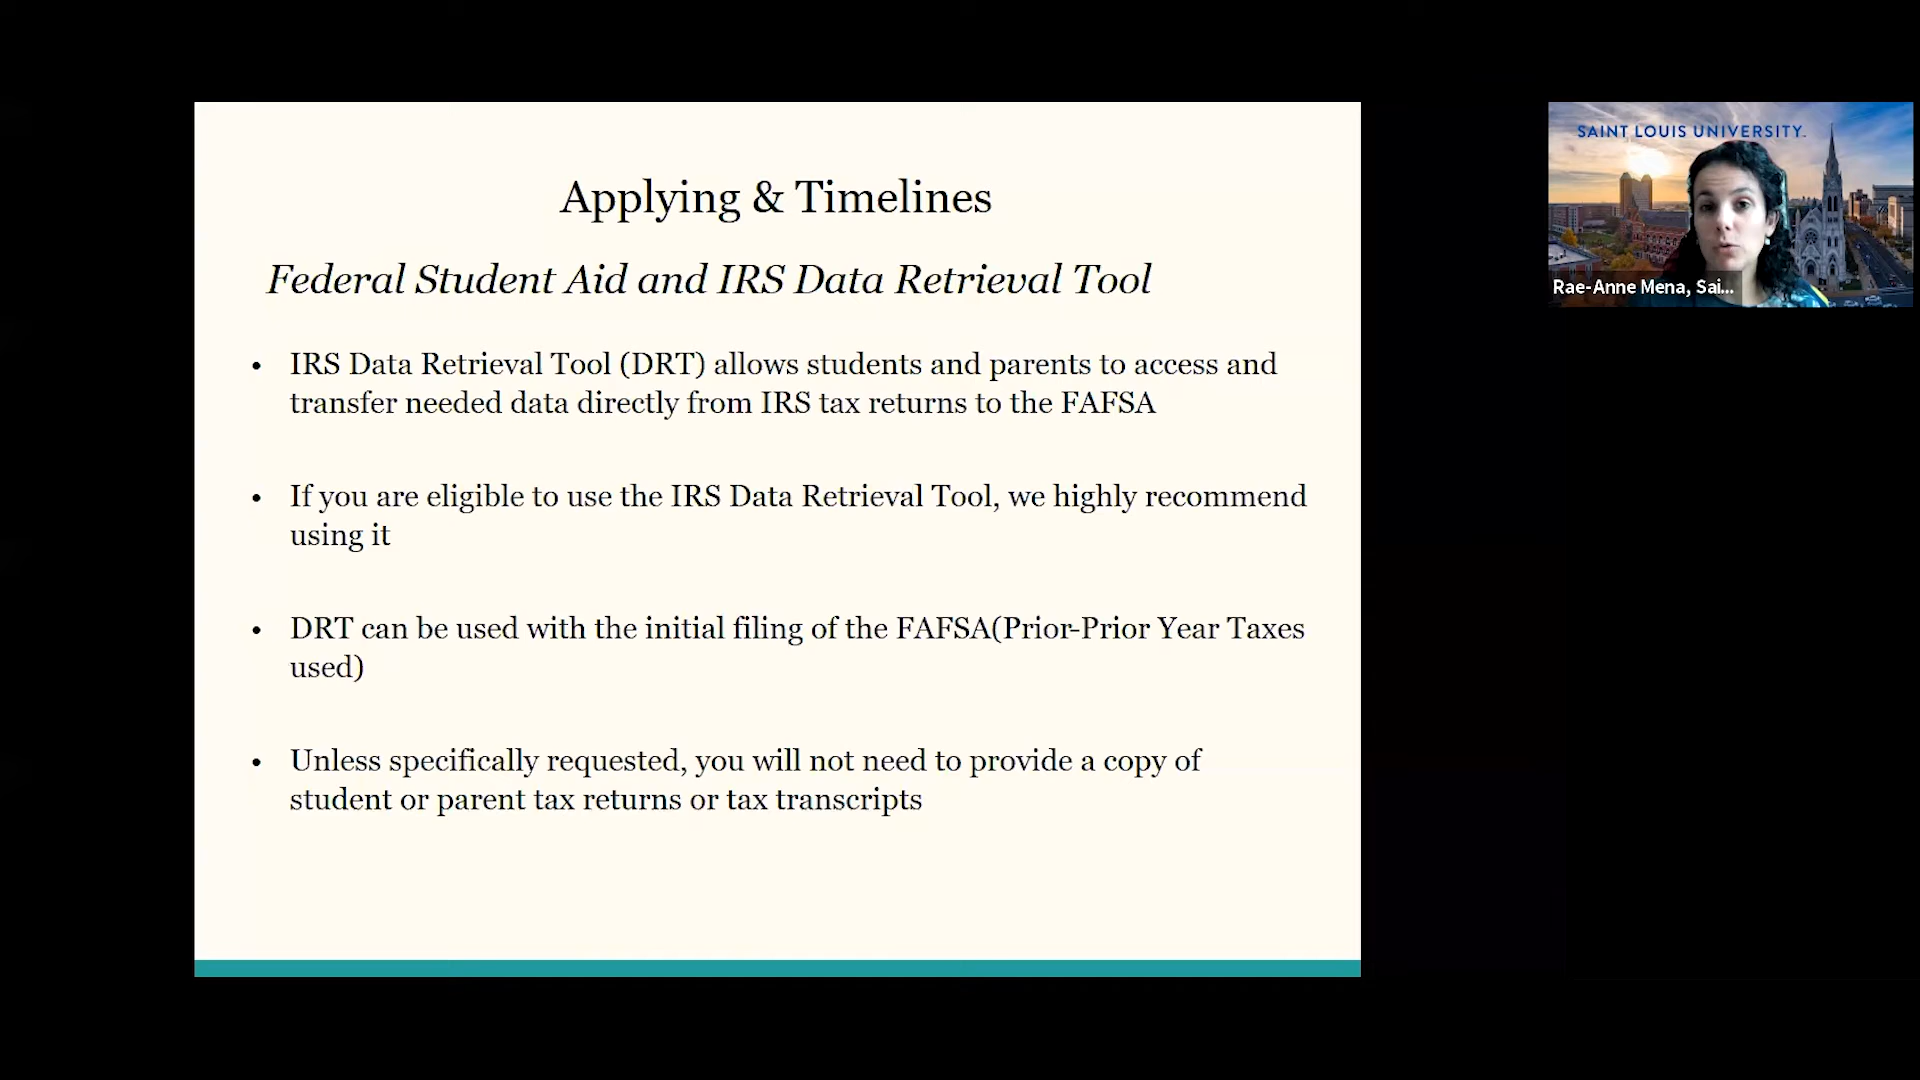 Applying & Timelines
Federal Student Aid and IRS Data Retrieval Tool
• IRS Data Retrieval Tool (DRT) allows students and parents to access and
transfer needed data directly from IRS tax returns to the FAFSA
• If you are eligible to use the IRS Data Retrieval Tool, we highly recommend
using it
• DRT can be used with the initial filing of the FAFSA(Prior-Prior Year Taxes
used)
• Unless specifically requested, you will not need to provide a copy of
student or parent tax returns or tax transcripts
SAINT LOUIS UNIVERSITY™
Rae-Anne Mena, Sai...